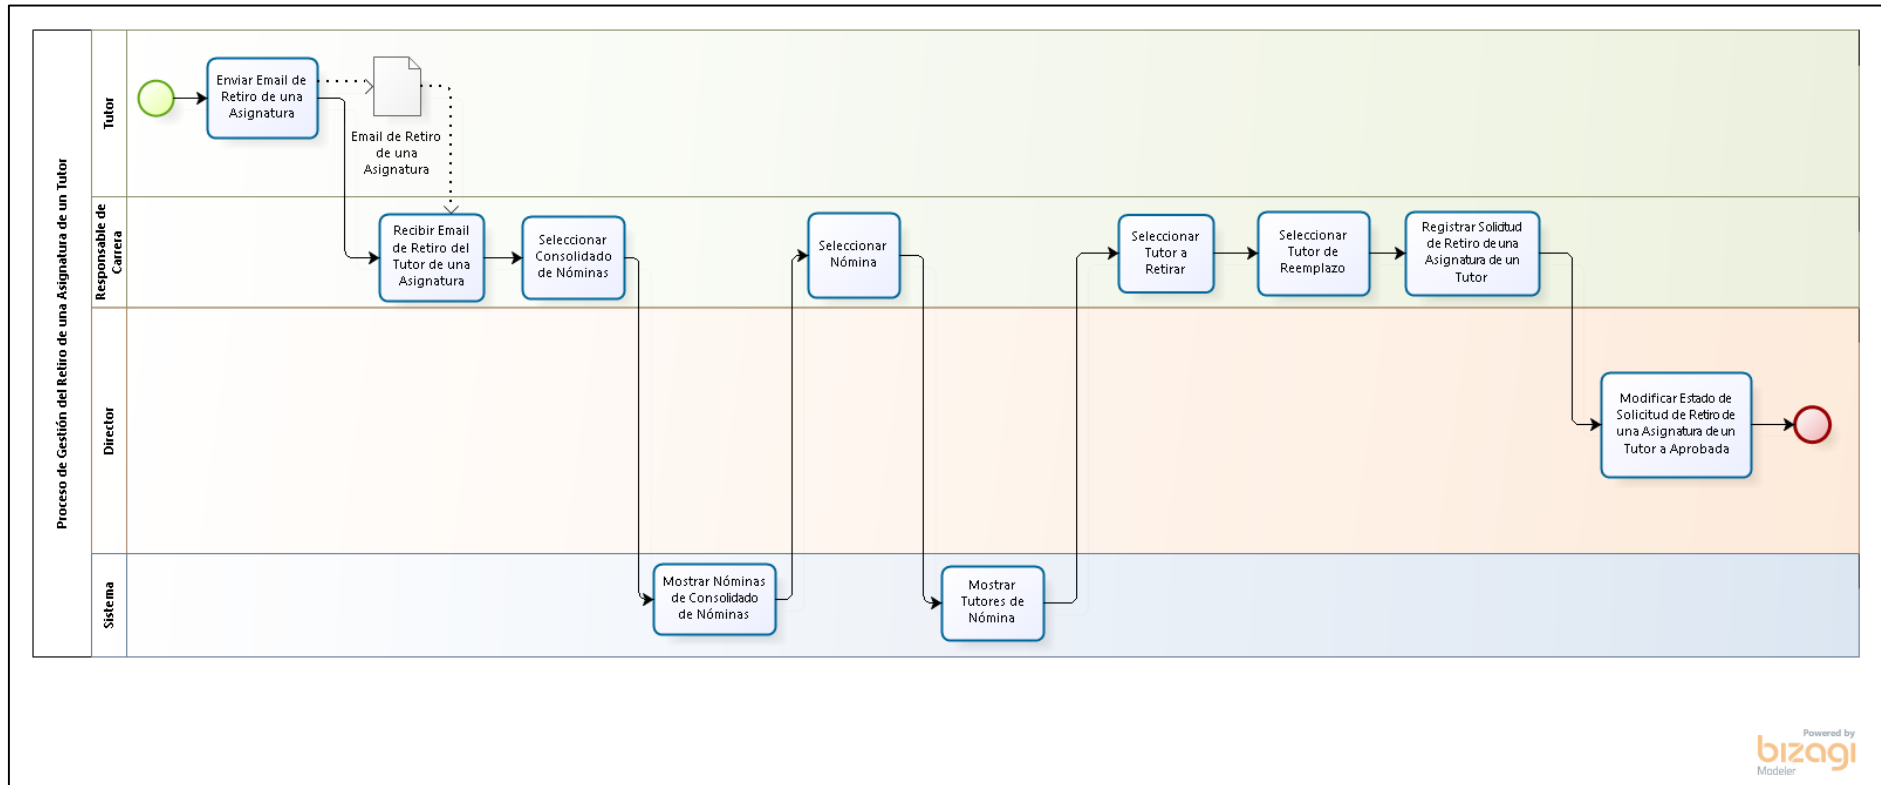 Proceso de Gestión del Retiro de una Asignatura de un Tutor
Tutor
Enviar Email de
Retiro de una
Asignatura
Email de Retiro
de una
Asignatura
Responsable de
Carrera
Recibir Email
de Retiro del
Tutor de una
Asignatura
Seleccionar
Consolidado
de Nóminas
Seleccionar
Nómina
Seleccionar
Tutor a
Retirar
Seleccionar
Tutor de
Reemplazo
Registrar Solicitud
de Retiro de una
Asignatura de un
Tutor
Director
Modificar Estado de
Solicitud de Retiro de
una Asignatura de un
Tutor a Aprobada
Sistema
Mostrar Nóminas
de Consolidado
de Nóminas
Mostrar
Tutores de
Nómina
Powered by
bizagi
Modeler